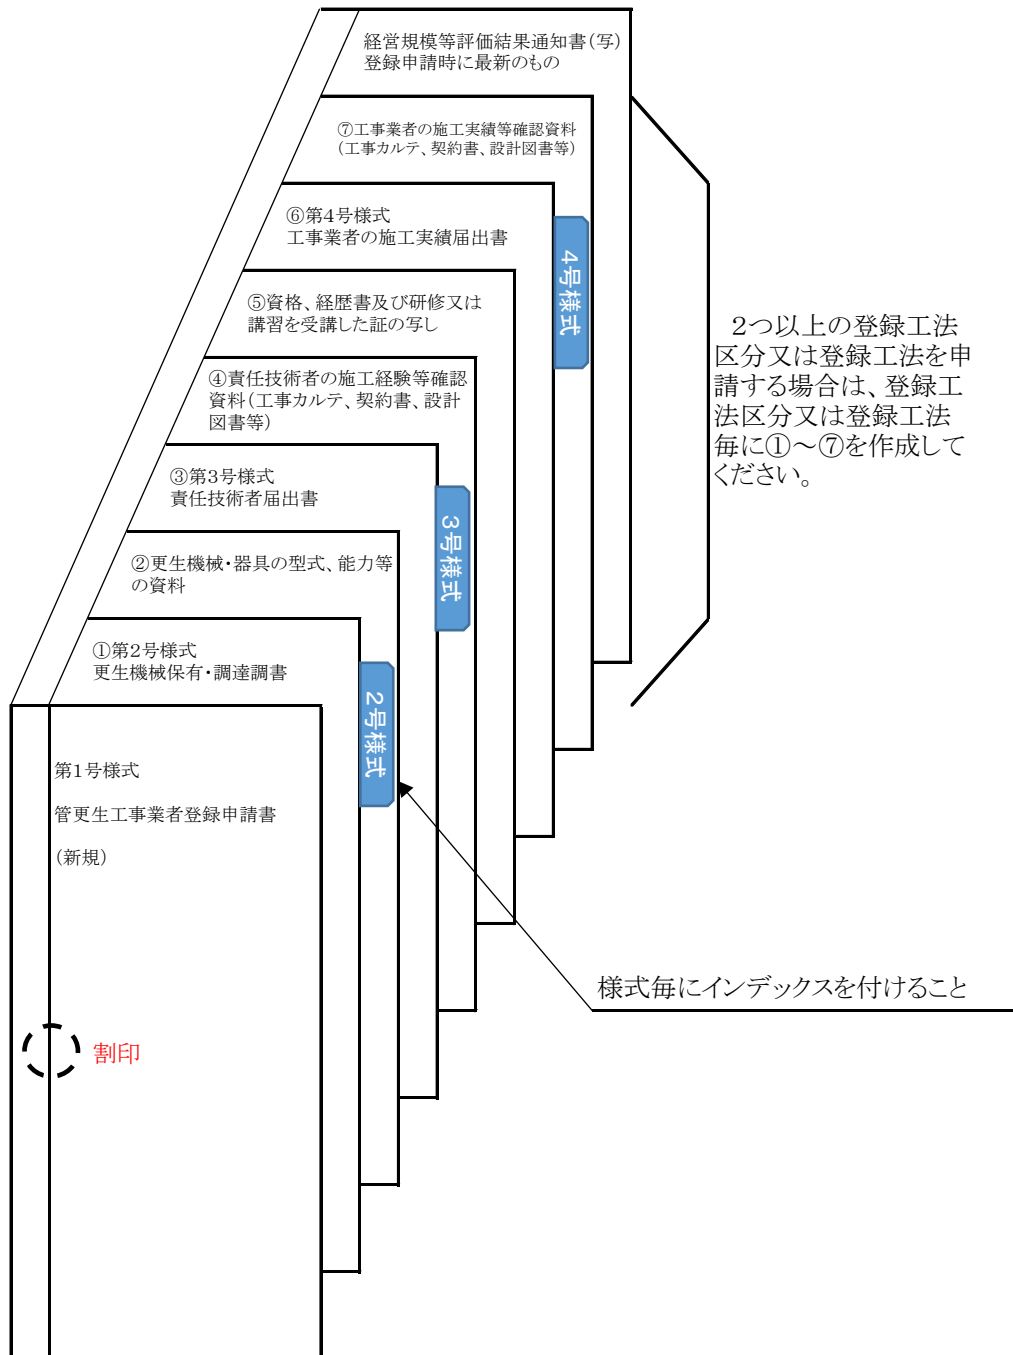 経営規模等評価結果通知書(写)
登録申請時に最新のもの
⑦工事業者の施工実績等確認資料
(工事カルテ、契約書、設計図書等)
⑥第4号様式
工事業者の施工実績届出書
4号様式
⑤資格、経歴書及び研修又は
講習を受講した証の写し
2つ以上の登録工法
区分又は登録工法を申
請する場合は、登録工
法区分又は登録工法
毎に①～⑦を作成して
ください。
④責任技術者の施工経験等確認
資料(工事カルテ、契約書、設計
図書等)
③第3号様式
責任技術者届出書
3号様式
②更生機械・器具の型式、能力等
の資料
①第2号様式
更生機械保有・調達調書
2号様式
第1号様式
管更生工事業者登録申請書
(新規)
様式毎にインデックスを付けること
割印